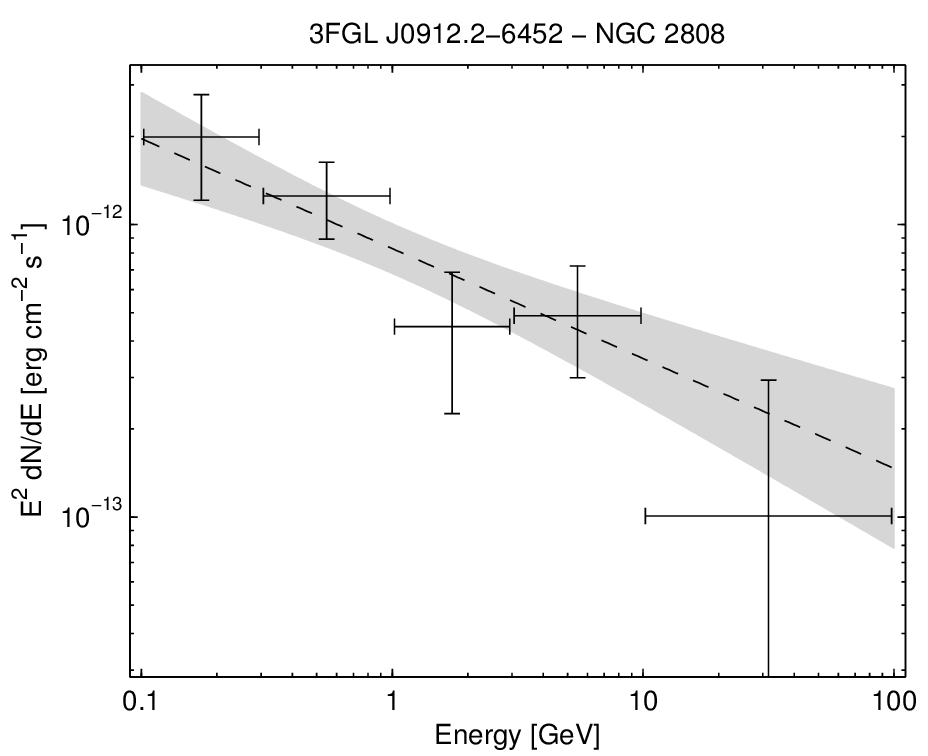 3FGL J0912.2−6452 − NGC 2808
E² dN/dE [erg cm⁻² s⁻¹]
10⁻¹²
10⁻¹³
0.1 1 10 100
Energy [GeV]